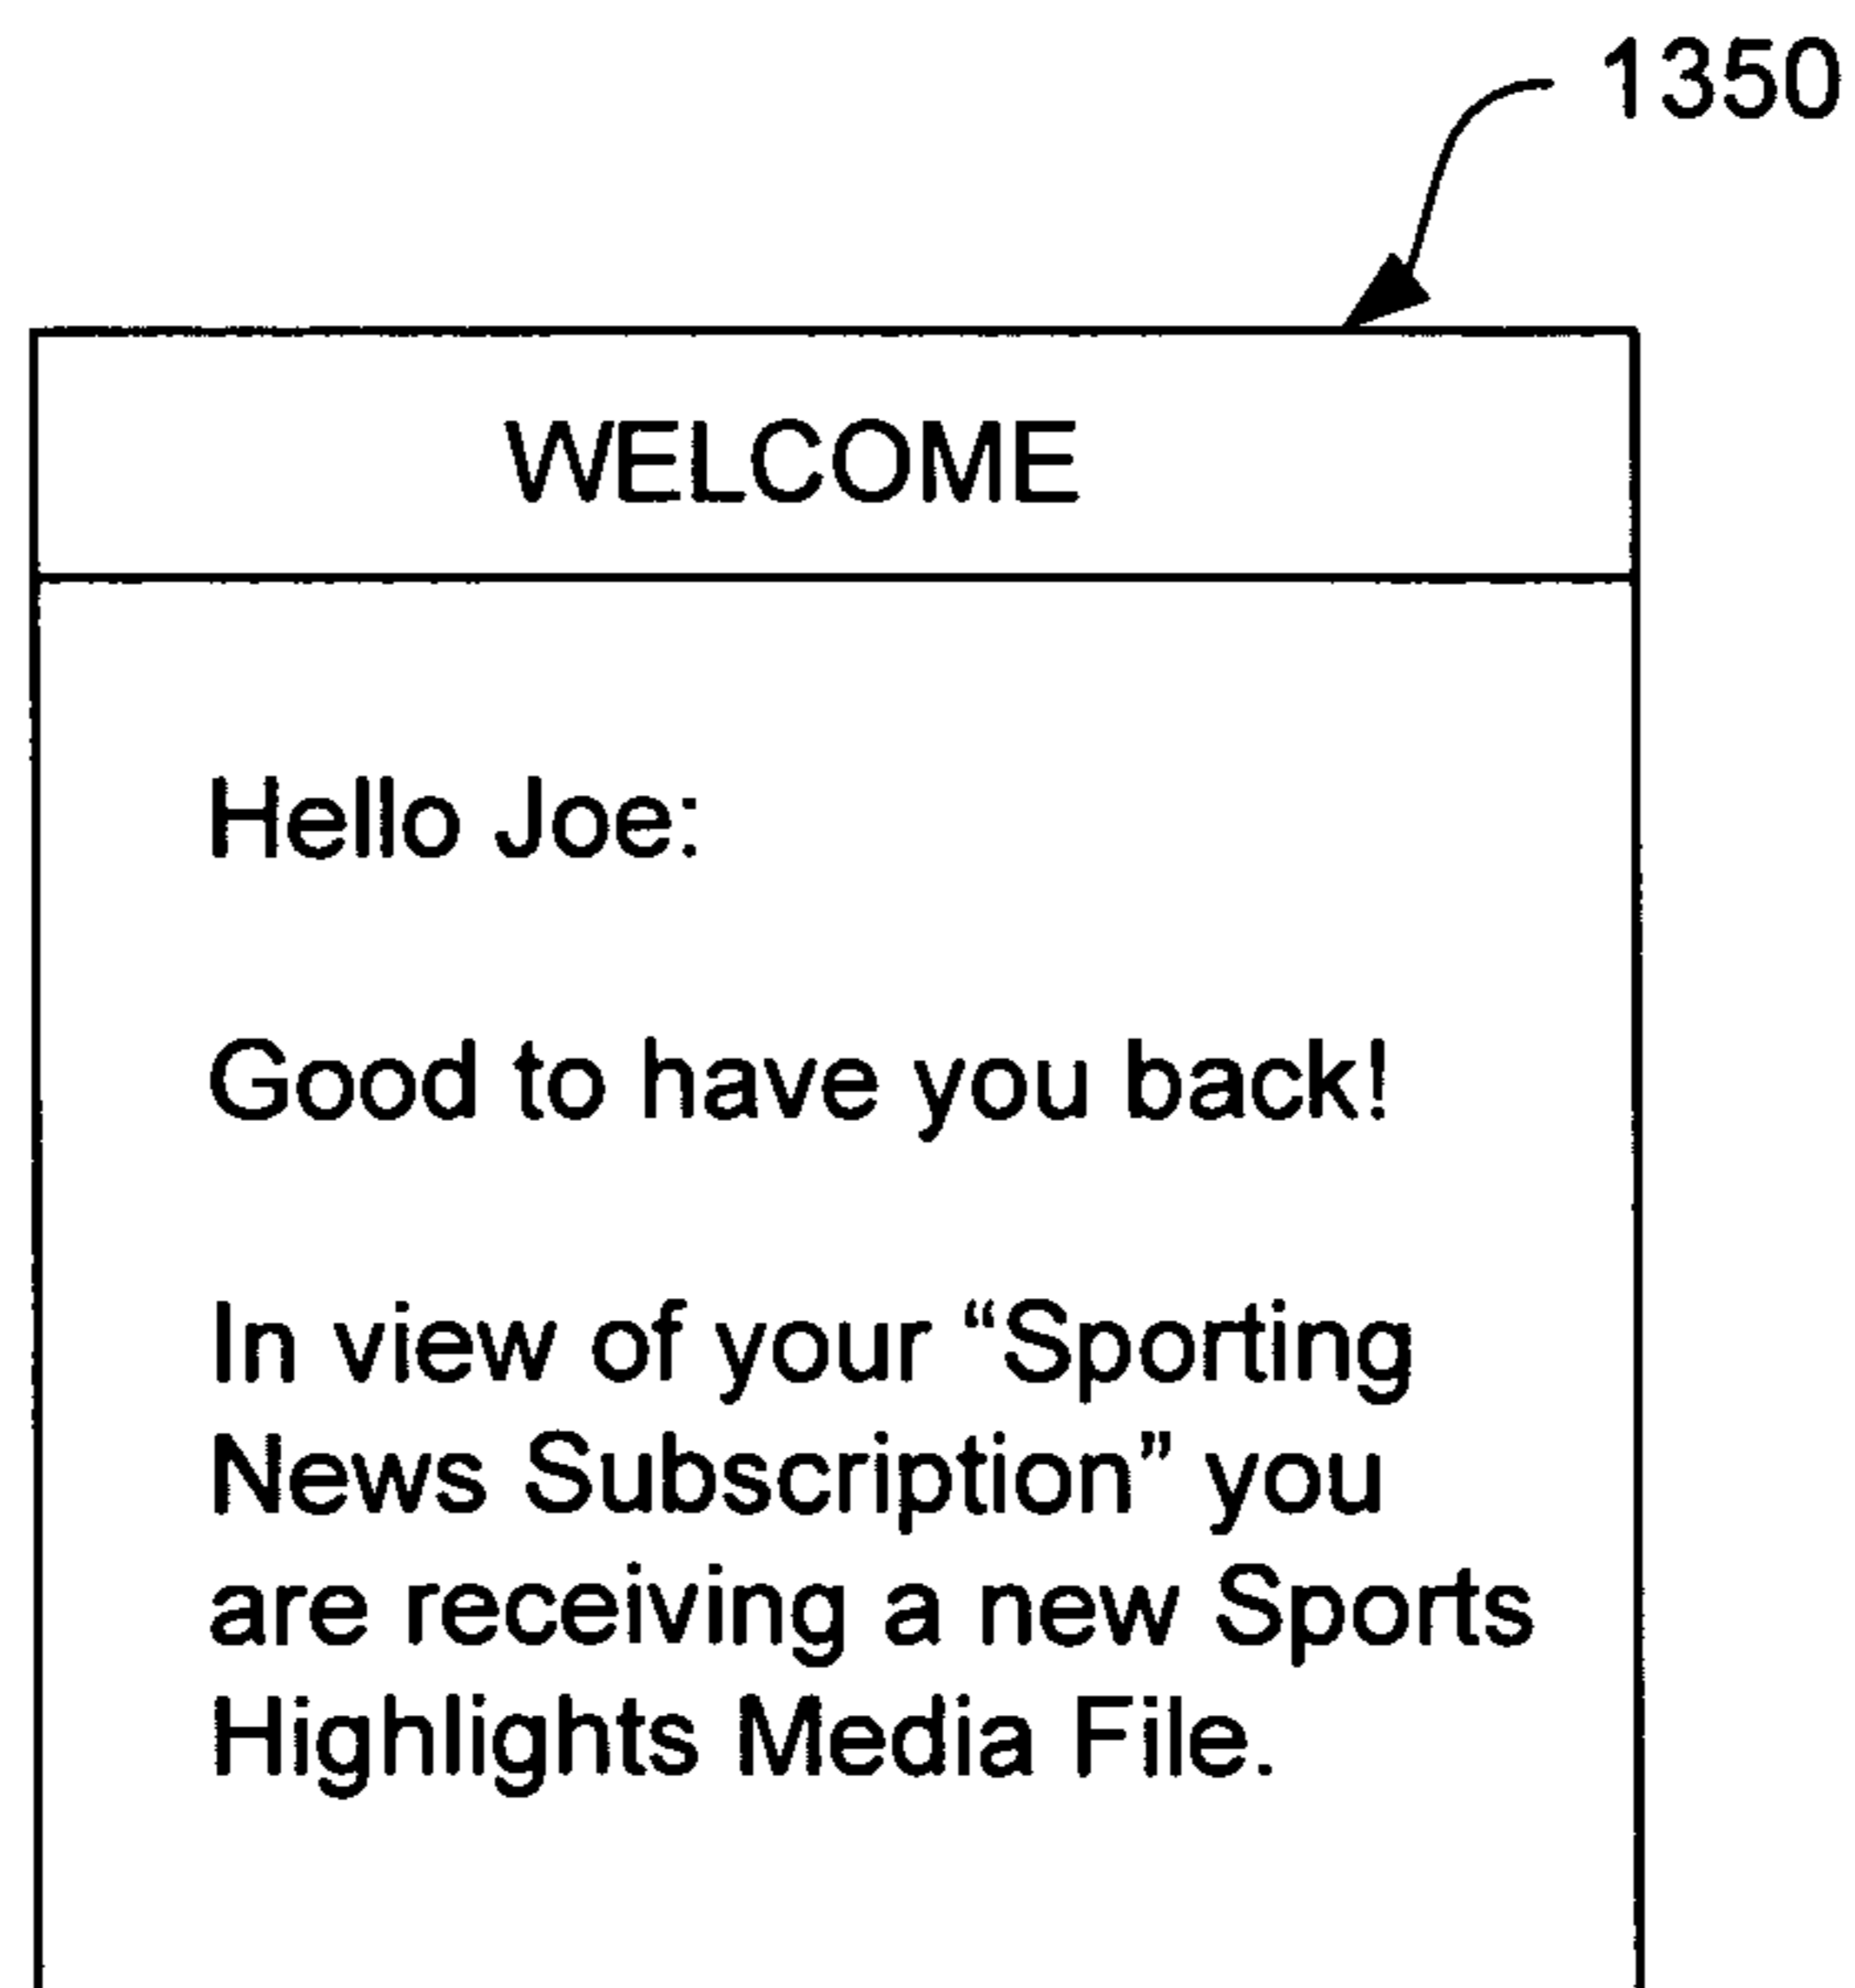 1350
WELCOME
Hello Joe:
Good to have you back!
In view of your “Sporting
News Subscription” you
are receiving a new Sports
Highlights Media File.